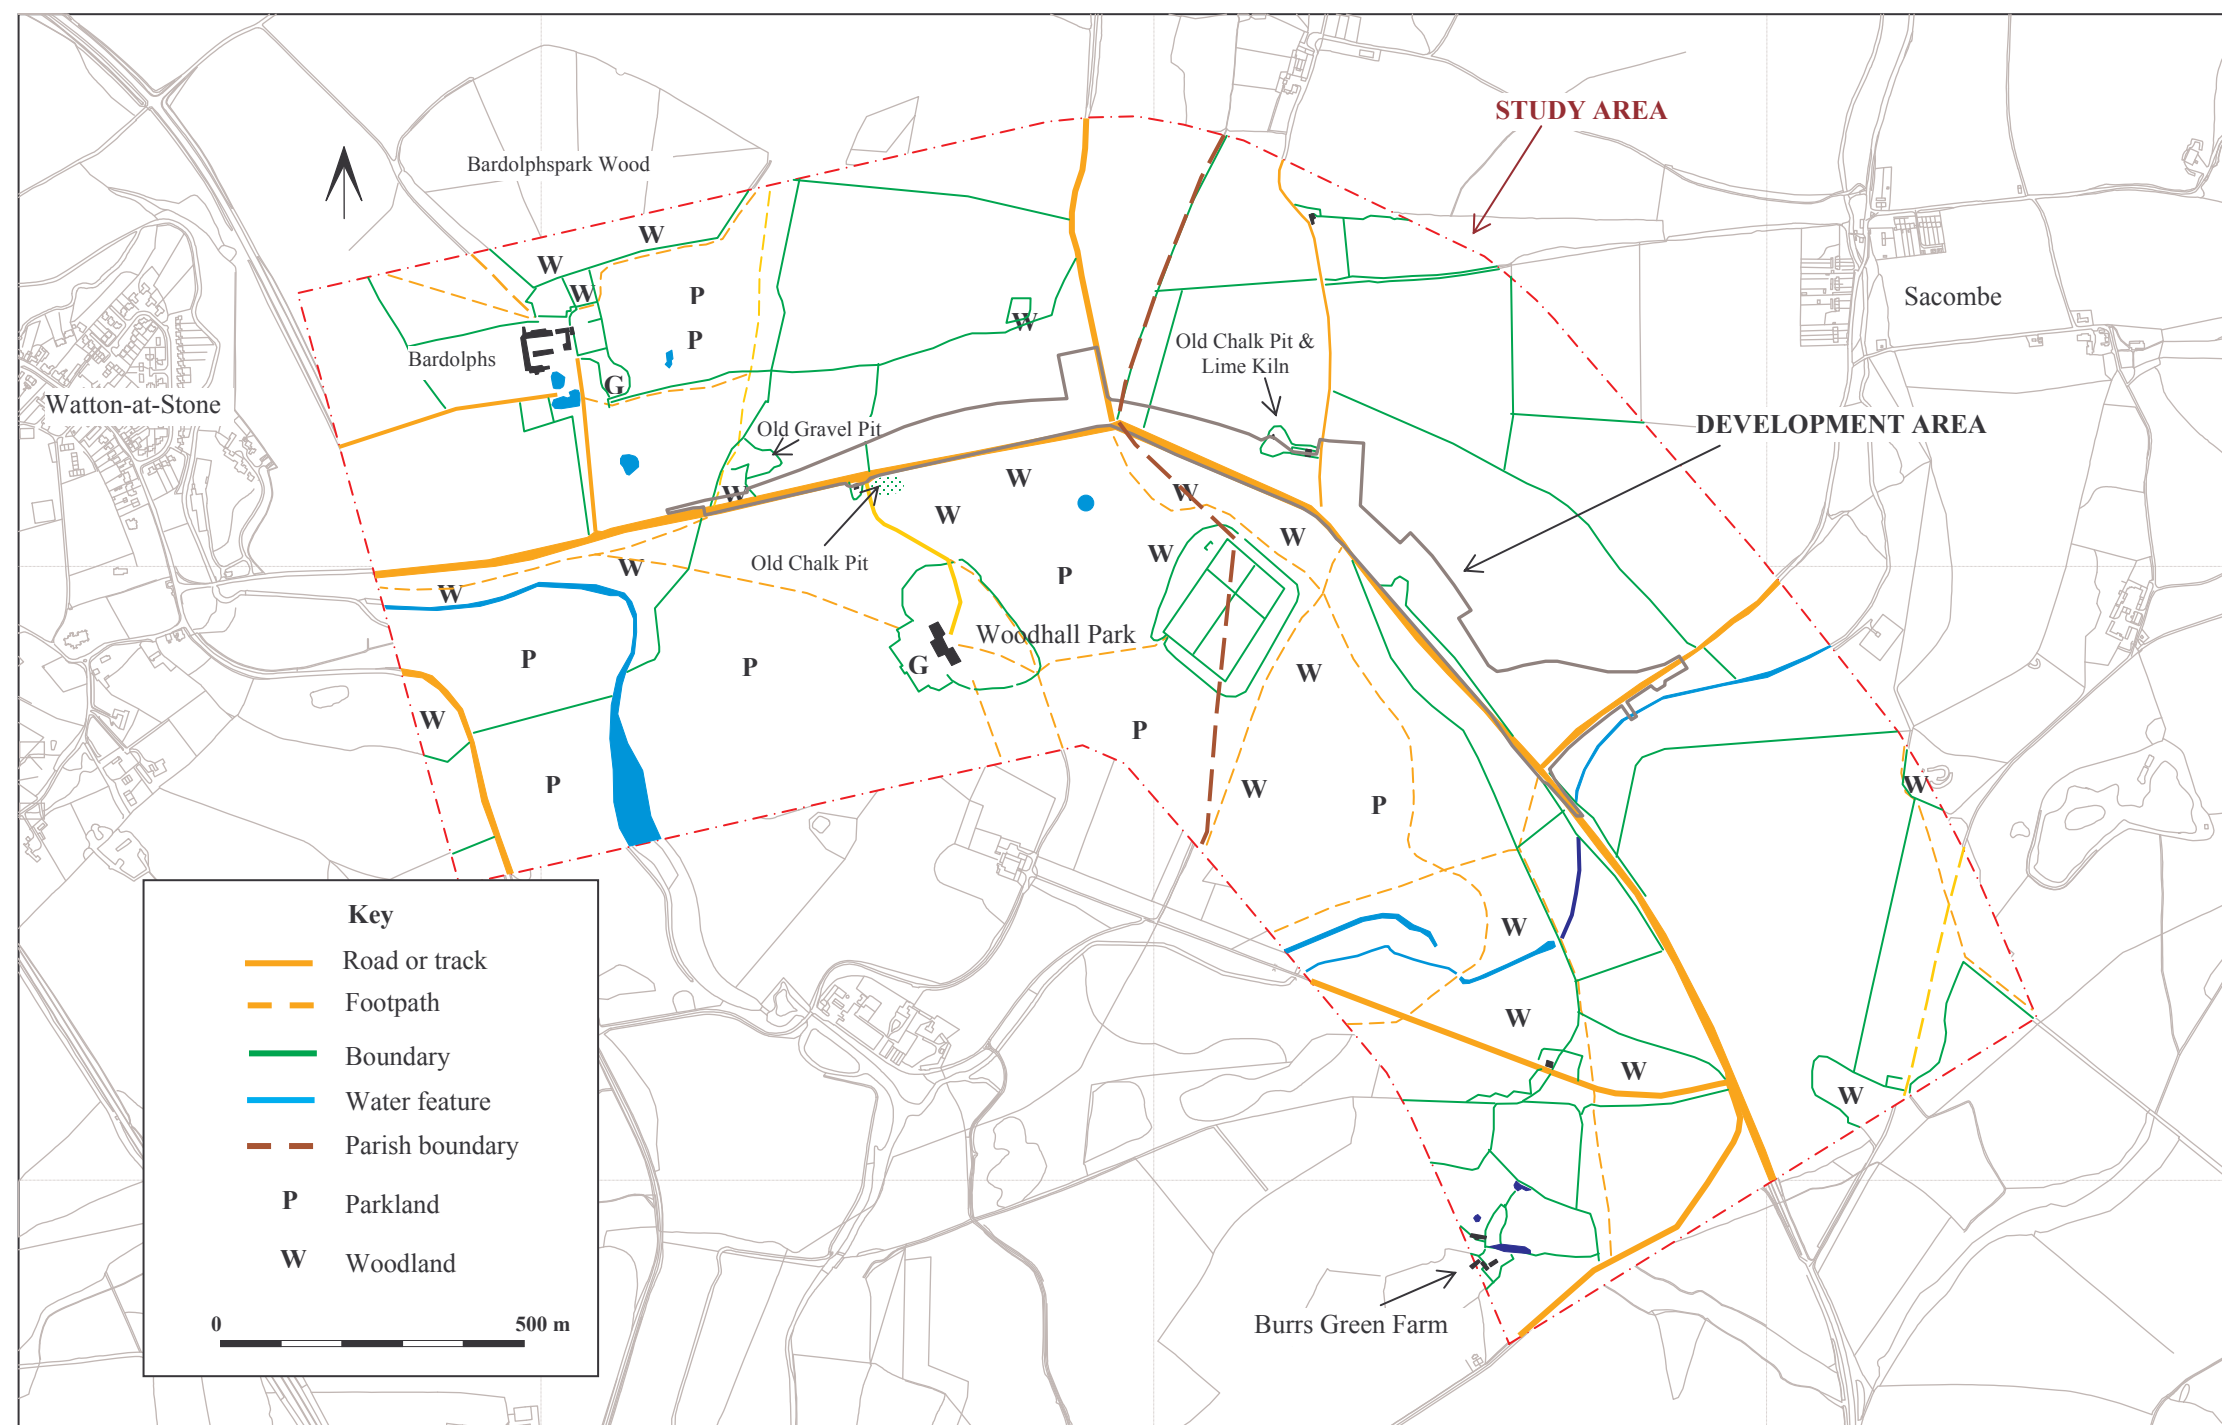 STUDY AREA
Bardolphspark Wood
W
W
W
P
Sacombe
W
P
Old Chalk Pit &
Lime Kiln
Bardolphs
G
Watton-at-Stone
DEVELOPMENT AREA
Old Gravel Pit
W
W
W
W
W
W
W
Old Chalk Pit
P
W
W
Woodhall Park
P
P
G
W
W
P
P
W
W
P
W
Key
Road or track
Footpath
Boundary
Water feature
Parish boundary
P Parkland
W Woodland
0 500 m
W
W
W
W
Burrs Green Farm